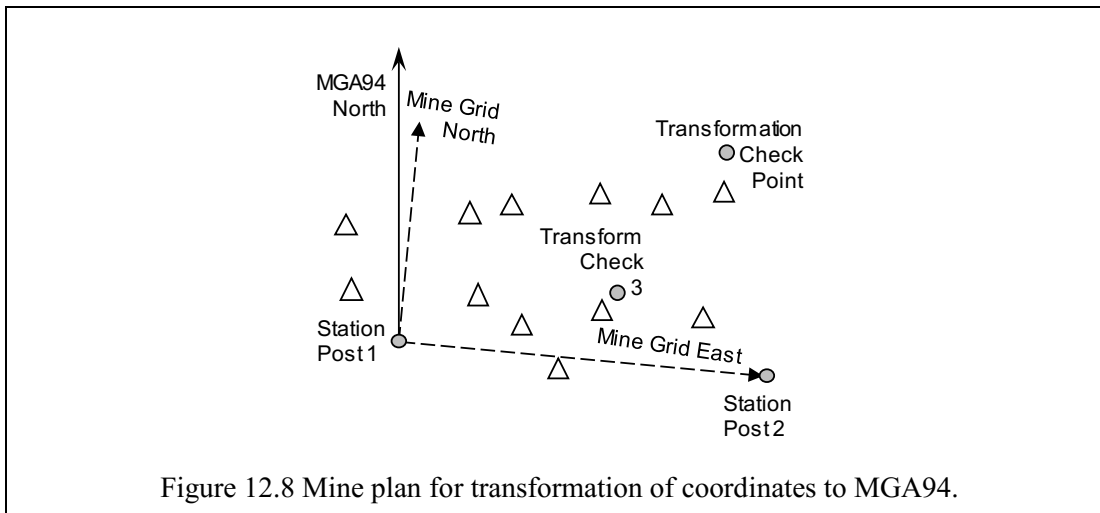 MGA94
North
Mine Grid
North
Transformation
Check
Point
Transform
Check
3
Station
Post 1
Mine Grid East
Station
Post 2
Figure 12.8 Mine plan for transformation of coordinates to MGA94.